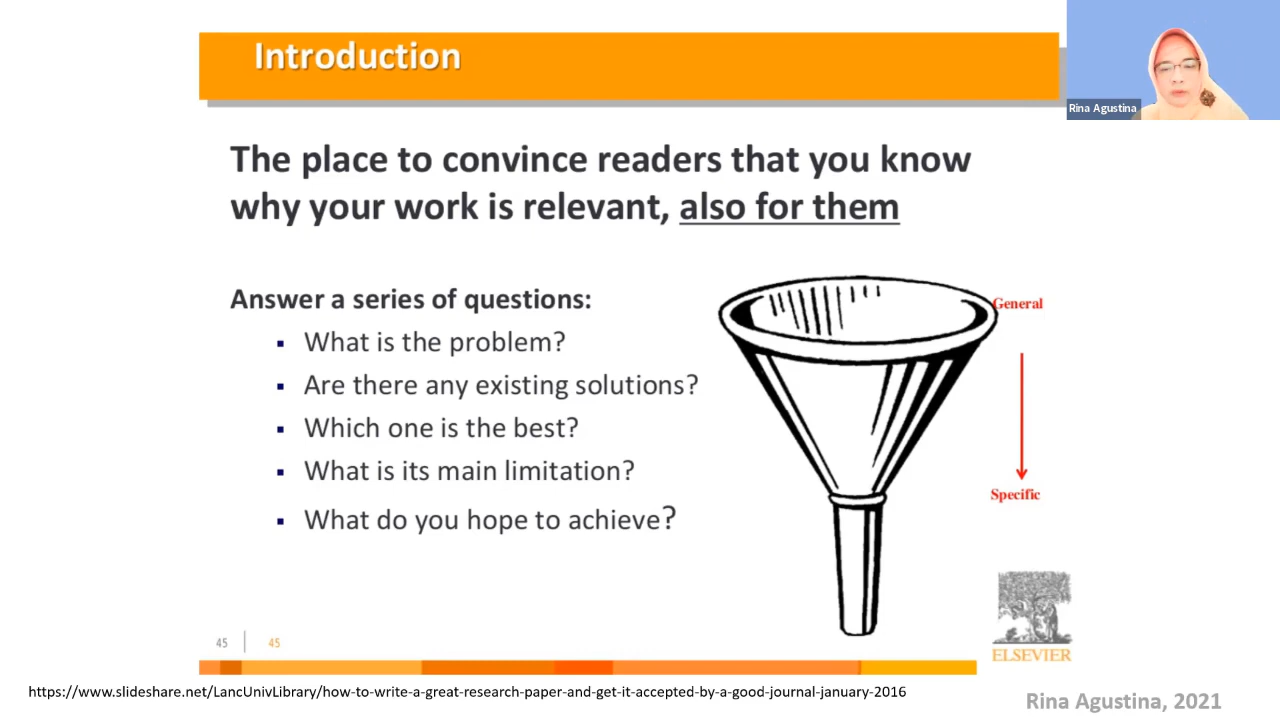 Introduction
Rina Agustina
The place to convince readers that you know
why your work is relevant, also for them
Answer a series of questions:
▪ What is the problem?
▪ Are there any existing solutions?
▪ Which one is the best?
▪ What is its main limitation?
▪ What do you hope to achieve?
General
Specific
45 | 45
ELSEVIER
https://www.slideshare.net/LancUnivLibrary/how-to-write-a-great-research-paper-and-get-it-accepted-by-a-good-journal-january-2016
Rina Agustina, 2021